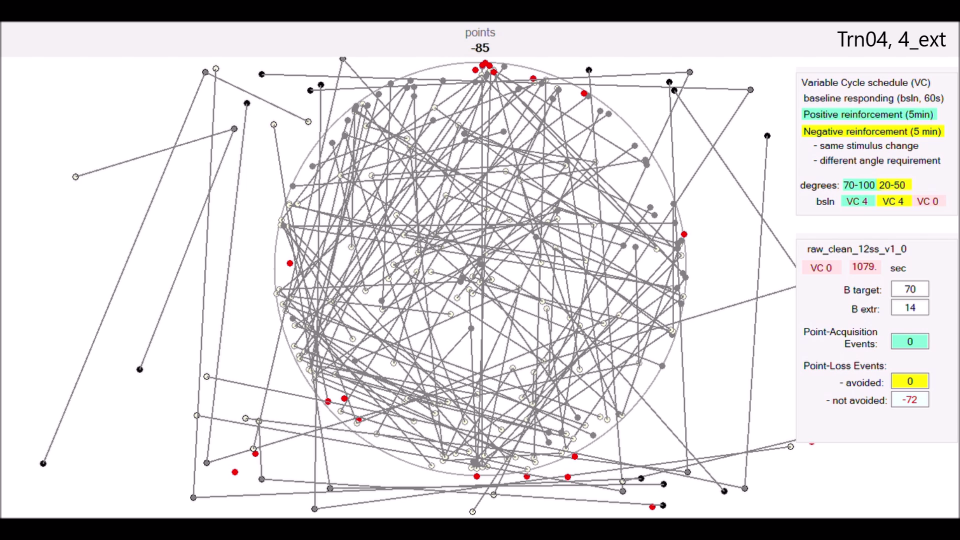 points
-85
Trn04, 4_ext
Variable Cycle schedule (VC)
baseline responding (bsln, 60s)
Positive reinforcement (5min)
Negative reinforcement (5 min)
- same stimulus change
- different angle requirement
degrees: 70-100 20-50
bsln VC 4 VC 4 VC 0
raw_clean_12ss_v1_0
VC 0 1079. sec
B target: 70
B extr: 14
Point-Acquisition
Events: 0
Point-Loss Events:
- avoided: 0
- not avoided: -72